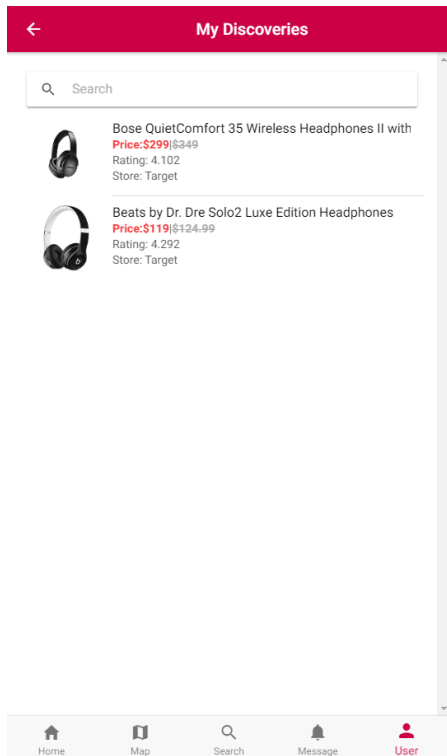 My Discoveries
Search
Bose QuietComfort 35 Wireless Headphones II with
Price:$299|$349
Rating: 4.102
Store: Target
Beats by Dr. Dre Solo2 Luxe Edition Headphones
Price:$119|$124.99
Rating: 4.292
Store: Target
Home Map Search Message User